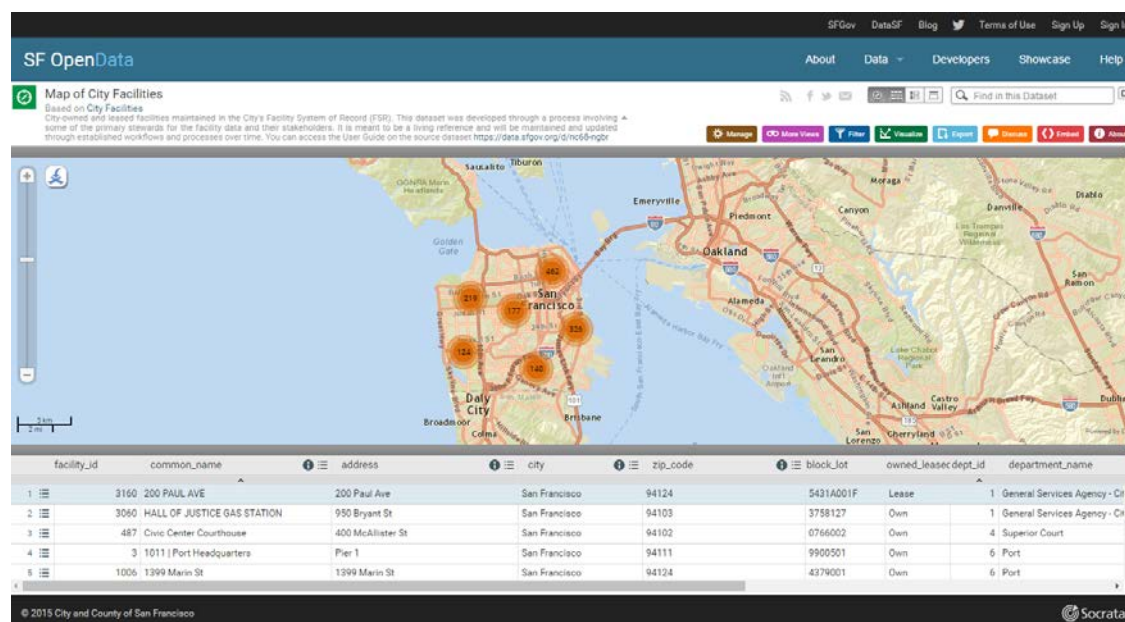 SFGov DataSF Blog Terms of Use Sign Up Sign I
SF OpenData
About Data Developers Showcase Help
Map of City Facilities
Based on City Facilities
City-owned and leased facilities maintained in the City's Facility System of Record (FSR). This dataset was developed through a process involving
some of the primary stewards for the facility data and their stakeholders. It is meant to be a living reference and will be maintained and updated
through established workflows and processes over time. You can access the User Guide on the source dataset https://data.sfgov.org/d/nc68-ngbr
Find in this Dataset
Manage More Views Filter Visualize Export Discuss Embed Abou
Sausalito Tiburon
Emeryville
Piedmont
Moraga
Canyon
Danville
Diablo
Golden
Gate
Oakland
San
Francisco
462
219
177
326
124
140
Alameda
San
Ramon
San
Leandro
Lake Chabot
Regional
Park
Oakland
Intl
Airport
Daly
City
Broadmoor
Colma
Brisbane
101
Ashland
Castro
Valley
Dublin
San
Lorenzo
Cherryland
2 mi
facility_id common_name address city zip_code block_lot owned_leased dept_id department_name
1 3160 200 PAUL AVE 200 Paul Ave San Francisco 94124 5431A001F Lease 1 General Services Agency - Cit
2 3060 HALL OF JUSTICE GAS STATION 950 Bryant St San Francisco 94103 3758127 Own 1 General Services Agency - Cit
3 487 Civic Center Courthouse 400 McAllister St San Francisco 94102 0766002 Own 4 Superior Court
4 3 1011 | Port Headquarters Pier 1 San Francisco 94111 9900501 Own 6 Port
5 1006 1399 Marin St 1399 Marin St San Francisco 94124 4379001 Own 6 Port
© 2015 City and County of San Francisco
Socrata